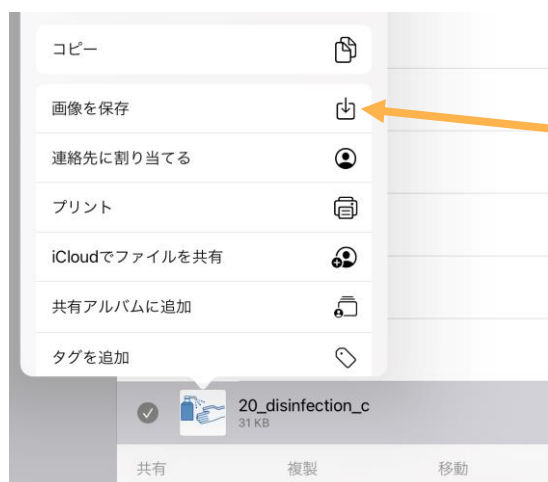 コピー
画像を保存
連絡先に割り当てる
プリント
iCloudでファイルを共有
共有アルバムに追加
タグを追加
20_disinfection_c
31 KB
共有 複製 移動